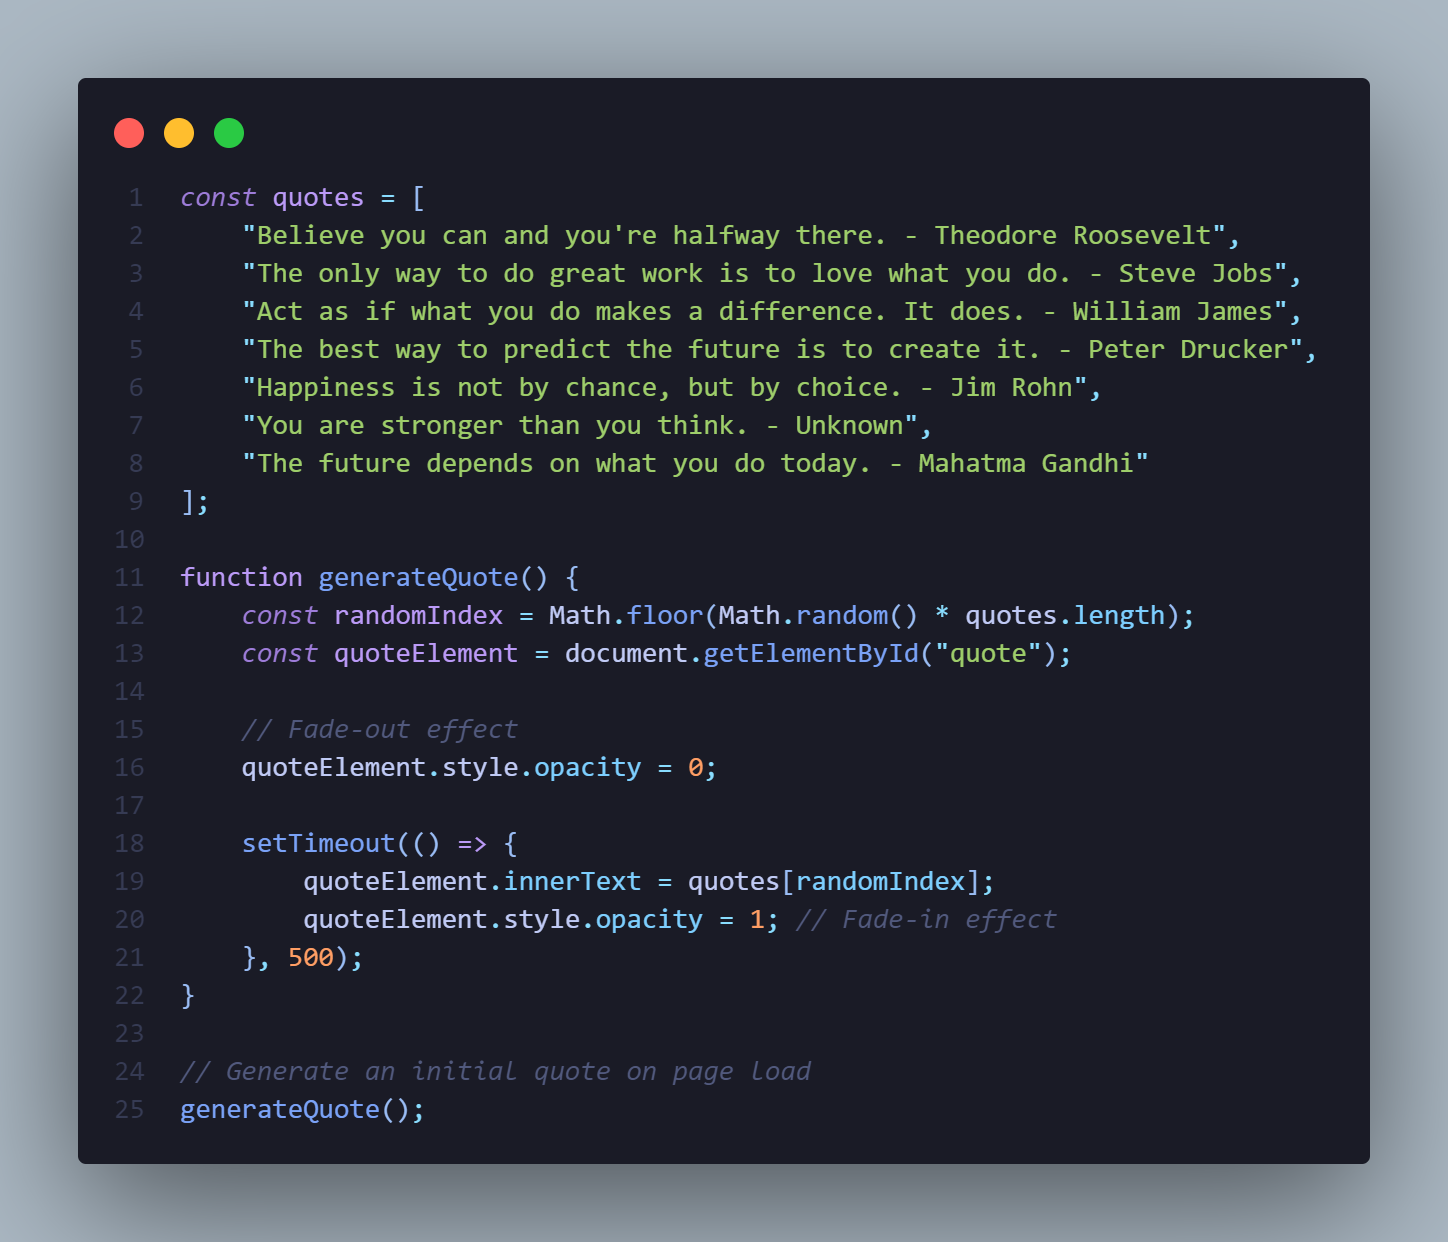 1 const quotes = [
2     "Believe you can and you're halfway there. - Theodore Roosevelt",
3     "The only way to do great work is to love what you do. - Steve Jobs",
4     "Act as if what you do makes a difference. It does. - William James",
5     "The best way to predict the future is to create it. - Peter Drucker",
6     "Happiness is not by chance, but by choice. - Jim Rohn",
7     "You are stronger than you think. - Unknown",
8     "The future depends on what you do today. - Mahatma Gandhi"
9 ];
10
11 function generateQuote() {
12     const randomIndex = Math.floor(Math.random() * quotes.length);
13     const quoteElement = document.getElementById("quote");
14
15     // Fade-out effect
16     quoteElement.style.opacity = 0;
17
18     setTimeout(() => {
19         quoteElement.innerText = quotes[randomIndex];
20         quoteElement.style.opacity = 1; // Fade-in effect
21     }, 500);
22 }
23
24 // Generate an initial quote on page load
25 generateQuote();